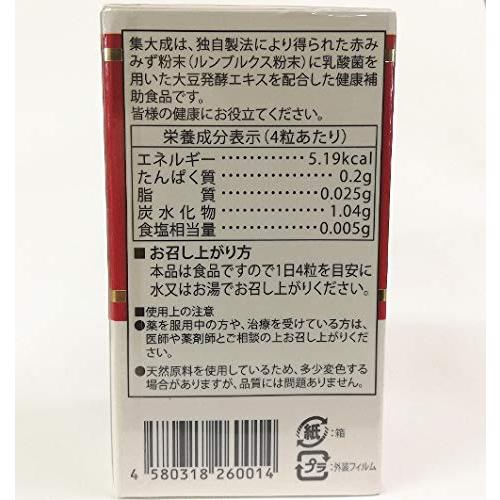 集大成は、独自製法により得られた赤み
みず粉末（ルンブルクス粉末）に乳酸菌を
用いた大豆発酵エキスを配合した健康補
助食品です。
皆様の健康にお役立てください。
栄養成分表示（4粒あたり）
エネルギー…………5.19kcal
たんぱく質……………0.2g
脂　　質……………0.025g
炭水化物……………1.04g
食塩相当量…………0.005g
■お召し上がり方
本品は食品ですので1日4粒を目安に
水又はお湯でお召し上がりください。
■使用上の注意
●薬を服用中の方や、治療を受けている方は、
医師や薬剤師とご相談の上お召し上がりくだ
さい。
●天然原料を使用しているため、多少変色する
場合がありますが、品質には問題ありません。
紙：箱
プラ：外装フィルム
4 580318 260014